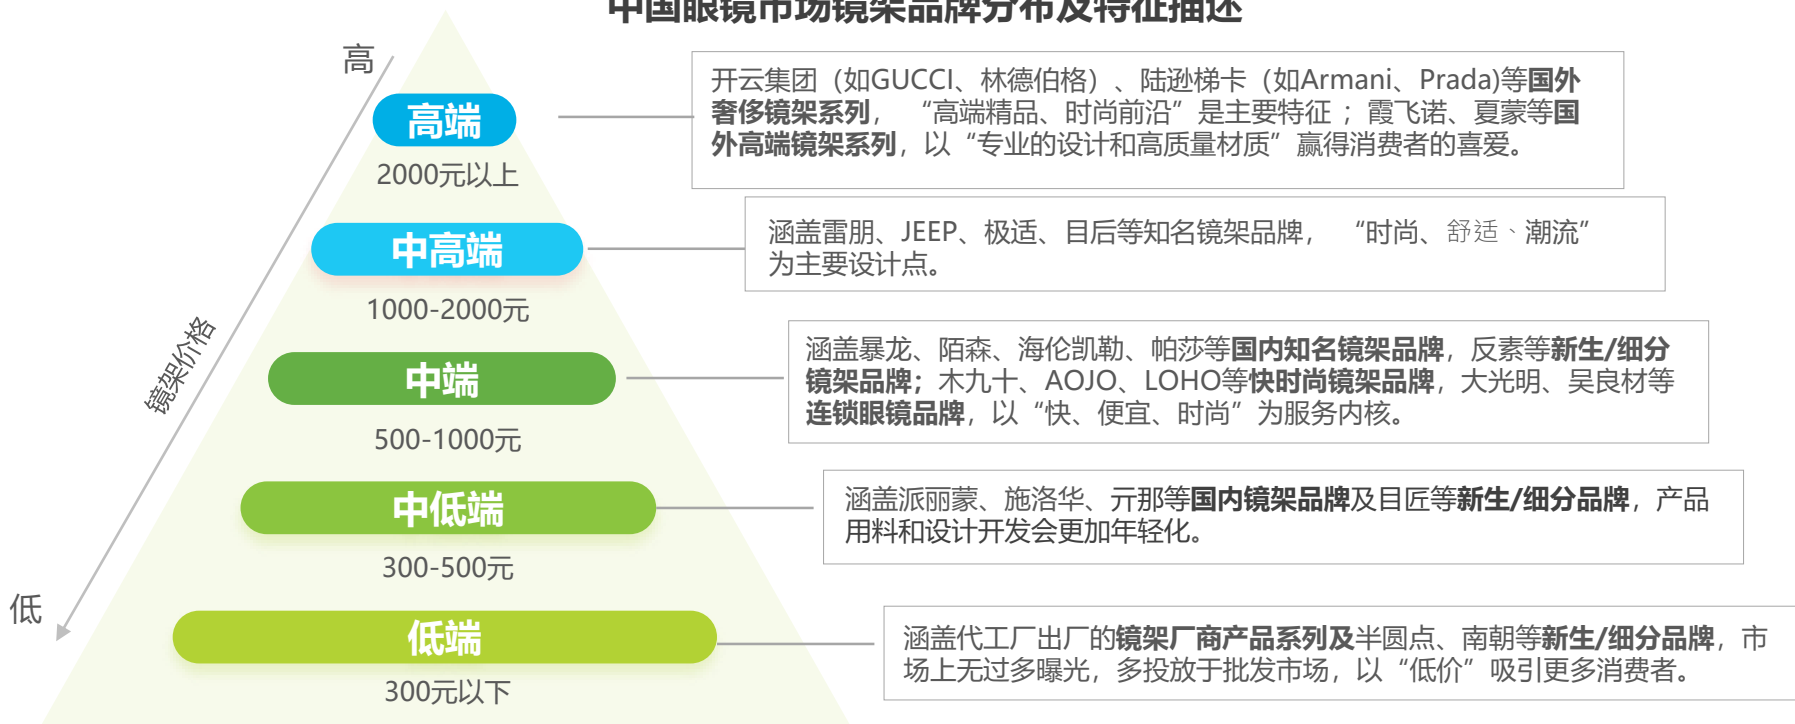 中国眼镜市场镜架品牌分布及特征描述
高
高端
2000元以上
开云集团（如GUCCI、林德伯格）、陆逊梯卡（如Armani、Prada)等国外
奢侈镜架系列，“高端精品、时尚前沿”是主要特征；霞飞诺、夏蒙等国
外高端镜架系列，以“专业的设计和高质量材质”赢得消费者的喜爱。
中高端
1000-2000元
涵盖雷朋、JEEP、极适、目后等知名镜架品牌，“时尚、舒适、潮流”
为主要设计点。
镜架价格
中端
500-1000元
涵盖暴龙、陌森、海伦凯勒、帕莎等国内知名镜架品牌，反素等新生/细分
镜架品牌；木九十、AOJO、LOHO等快时尚镜架品牌，大光明、吴良材等
连锁眼镜品牌，以“快、便宜、时尚”为服务内核。
中低端
300-500元
涵盖派丽蒙、施洛华、亓那等国内镜架品牌及目匠等新生/细分品牌，产品
用料和设计开发会更加年轻化。
低
低端
300元以下
涵盖代工厂出厂的镜架厂商产品系列及半圆点、南朝等新生/细分品牌，市
场上无过多曝光，多投放于批发市场，以“低价”吸引更多消费者。